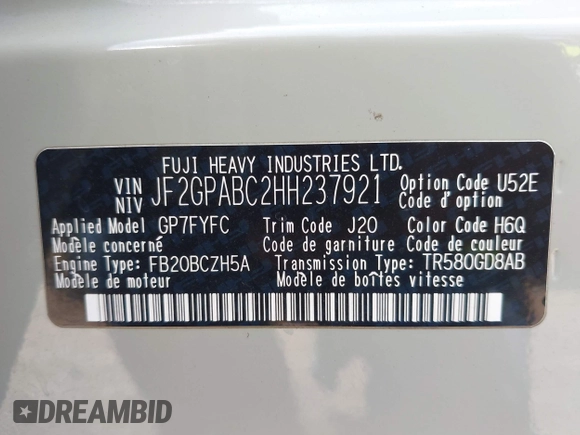 FUJI HEAVY INDUSTRIES LTD.
VIN NIV JF2GPABC2HH237921 Option Code U52E
Code d'option
Applied Model GP7FYFC Trim Code J20 Color Code H6Q
Modèle concerné Code de garniture Code de couleur
Engine Type: FB20BCZH5A Transmission Type: TR580GD8AB
Modèle de moteur Modèle de boîtes vitesse
DREAMBID